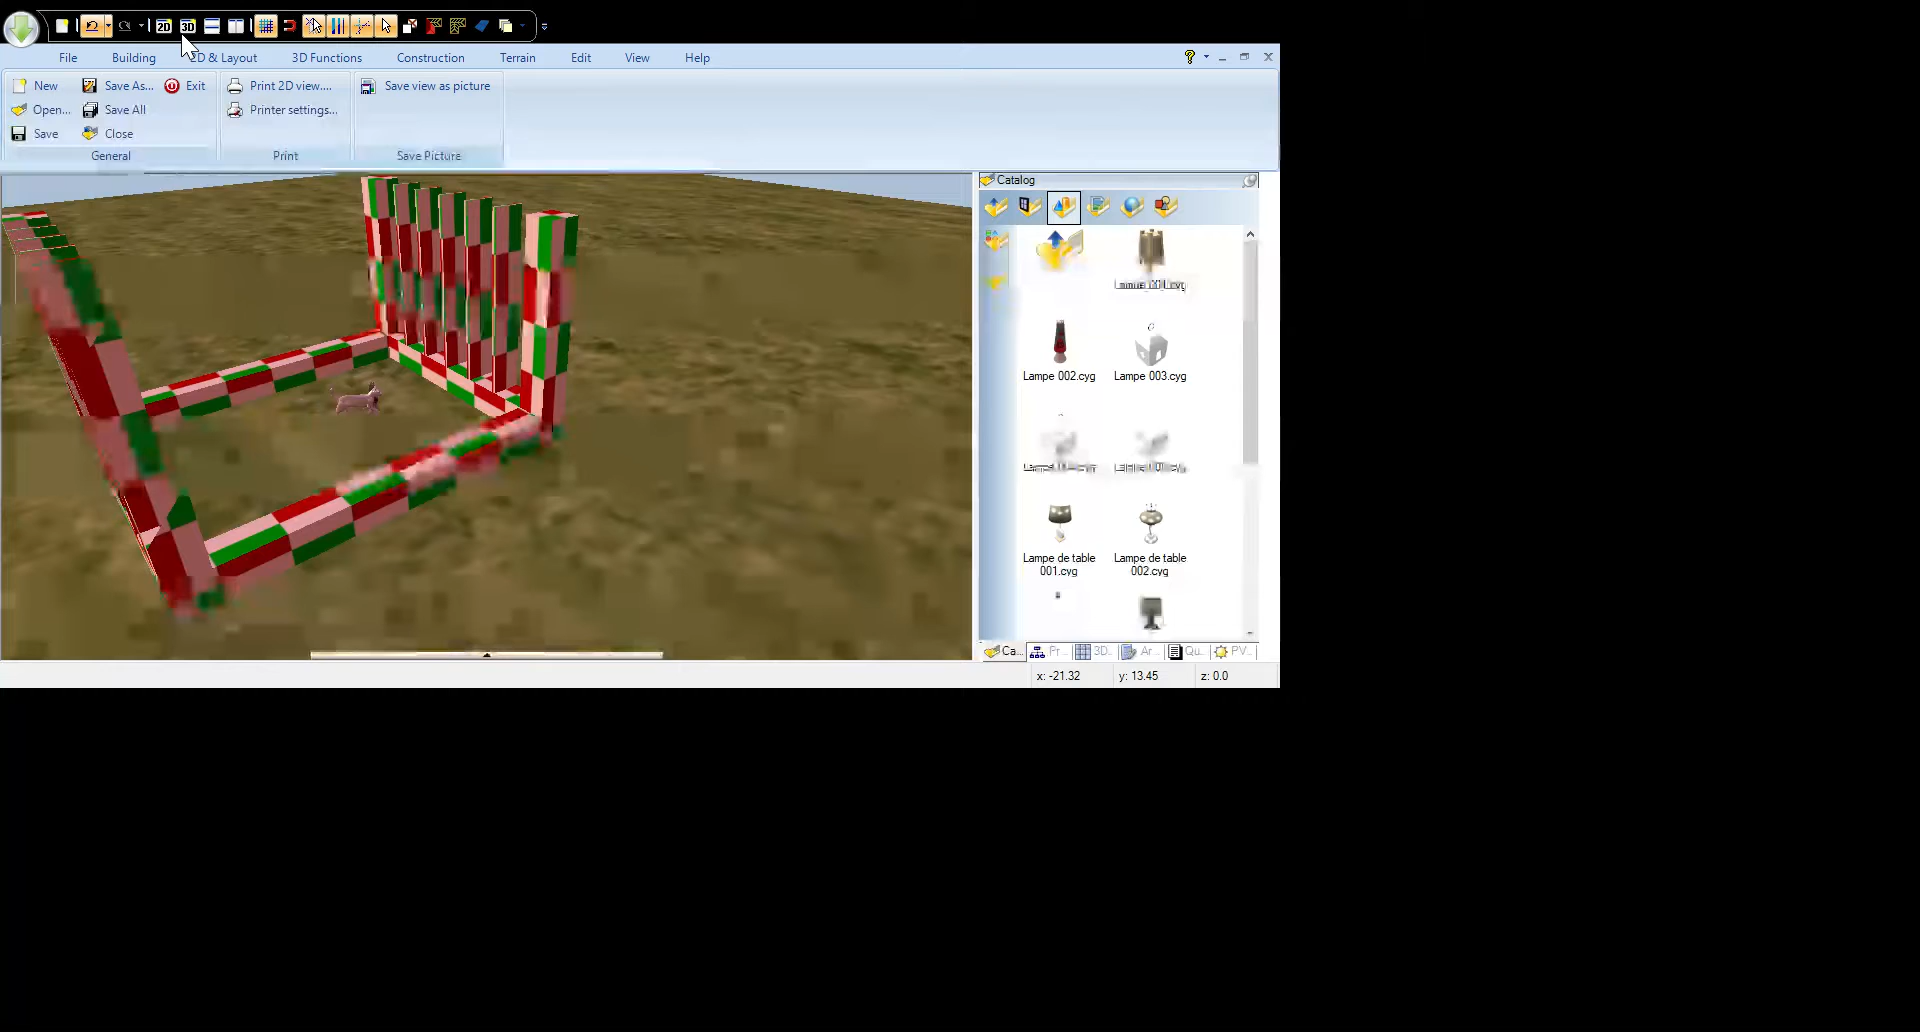 2D 3D
File Building 2D & Layout 3D Functions Construction Terrain Edit View Help
New Save As... Exit Print 2D view.... Save view as picture
Open... Save All Printer settings...
Save Close
General Print Save Picture
Catalog
Lampe 002.cyg Lampe 003.cyg
Lampe de table 001.cyg
Lampe de table 002.cyg
Ca... Pr... 3D... Ar... Qu... PV...
x: -21.32 y: 13.45 z: 0.0